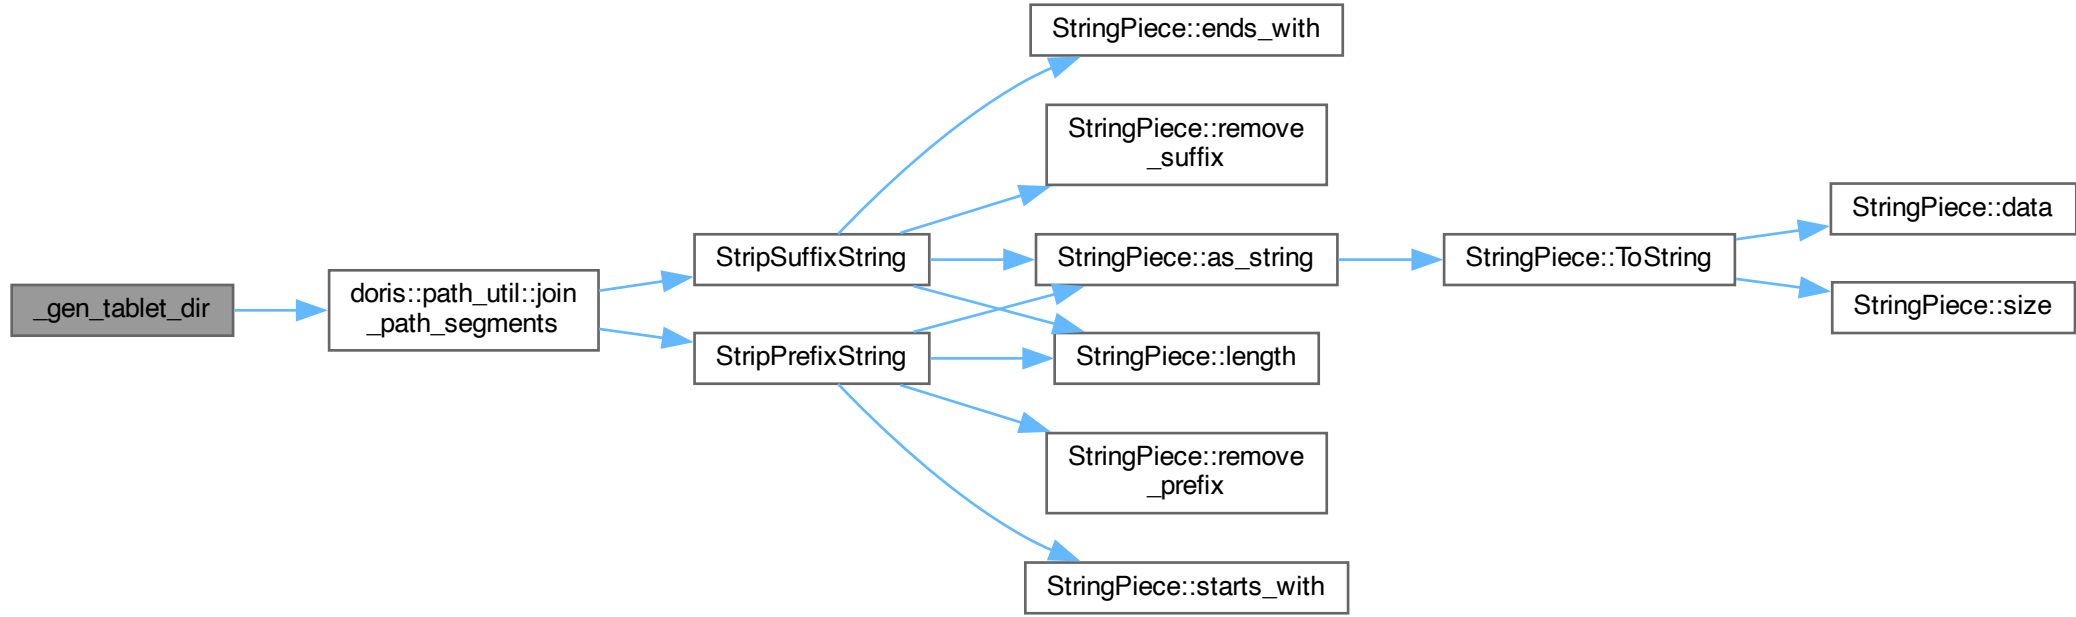 _gen_tablet_dir
doris::path_util::join
_path_segments
StripSuffixString
StripPrefixString
StringPiece::ends_with
StringPiece::remove
_suffix
StringPiece::as_string
StringPiece::length
StringPiece::remove
_prefix
StringPiece::starts_with
StringPiece::ToString
StringPiece::data
StringPiece::size